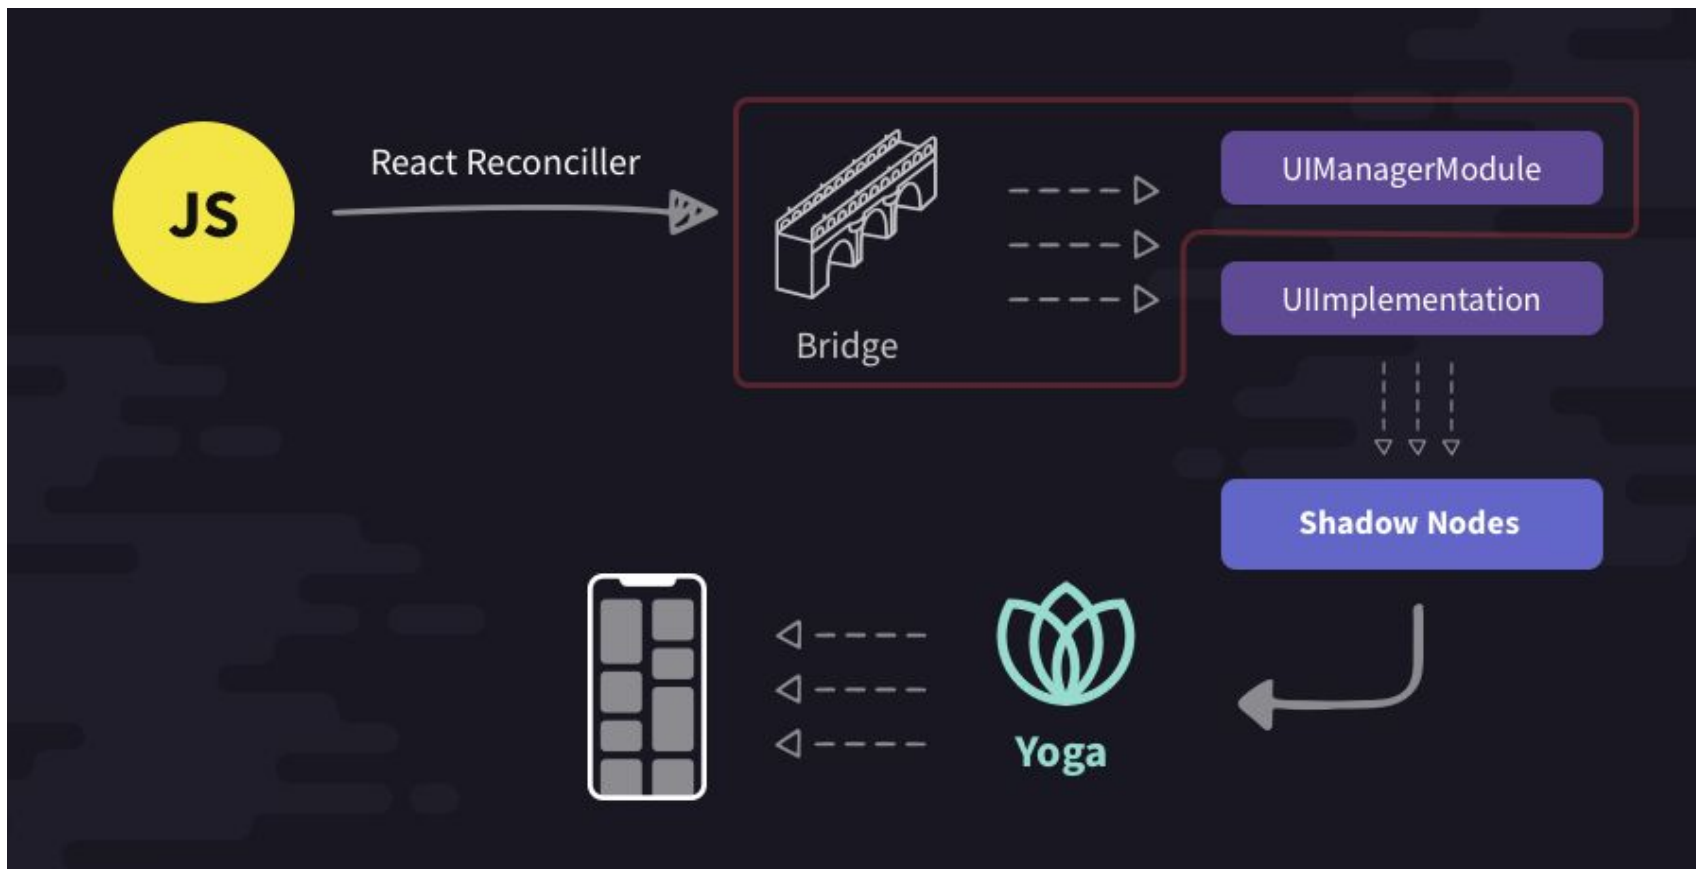 JS
React Reconciller
Bridge
UIManagerModule
UIImplementation
Shadow Nodes
Yoga